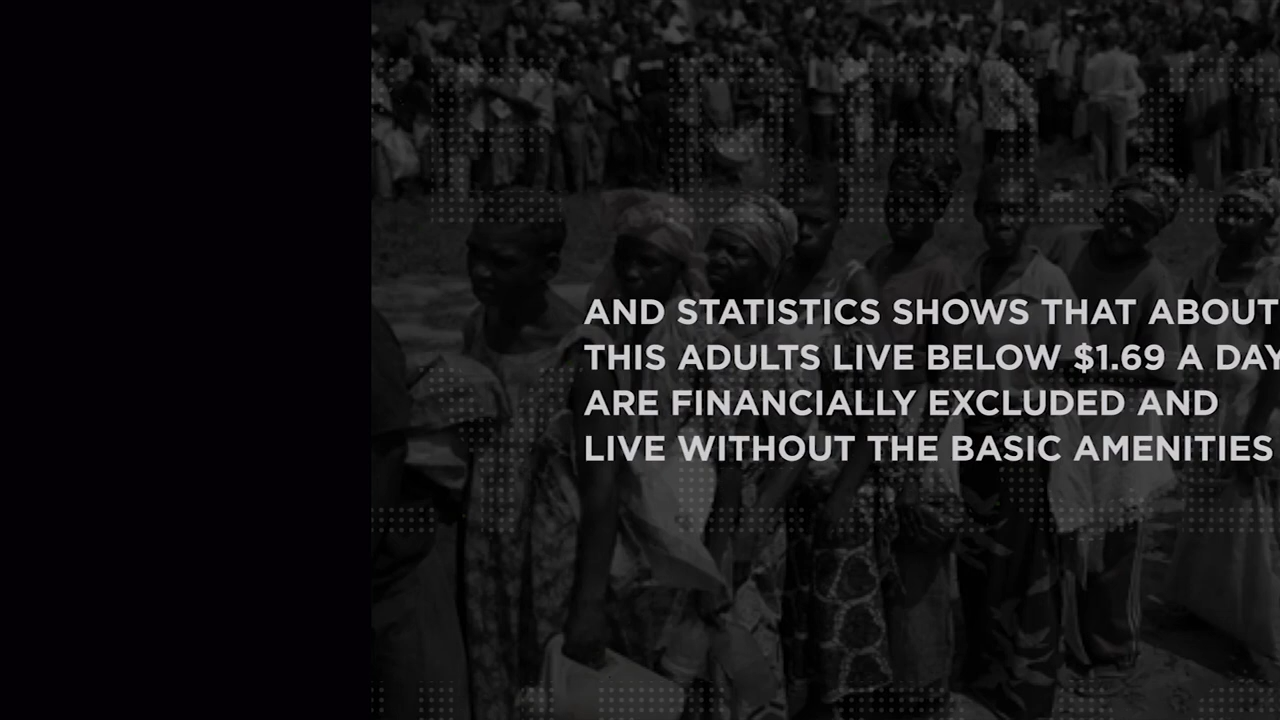 AND STATISTICS SHOWS THAT ABOUT
THIS ADULTS LIVE BELOW $1.69 A DAY
ARE FINANCIALLY EXCLUDED AND
LIVE WITHOUT THE BASIC AMENITIES